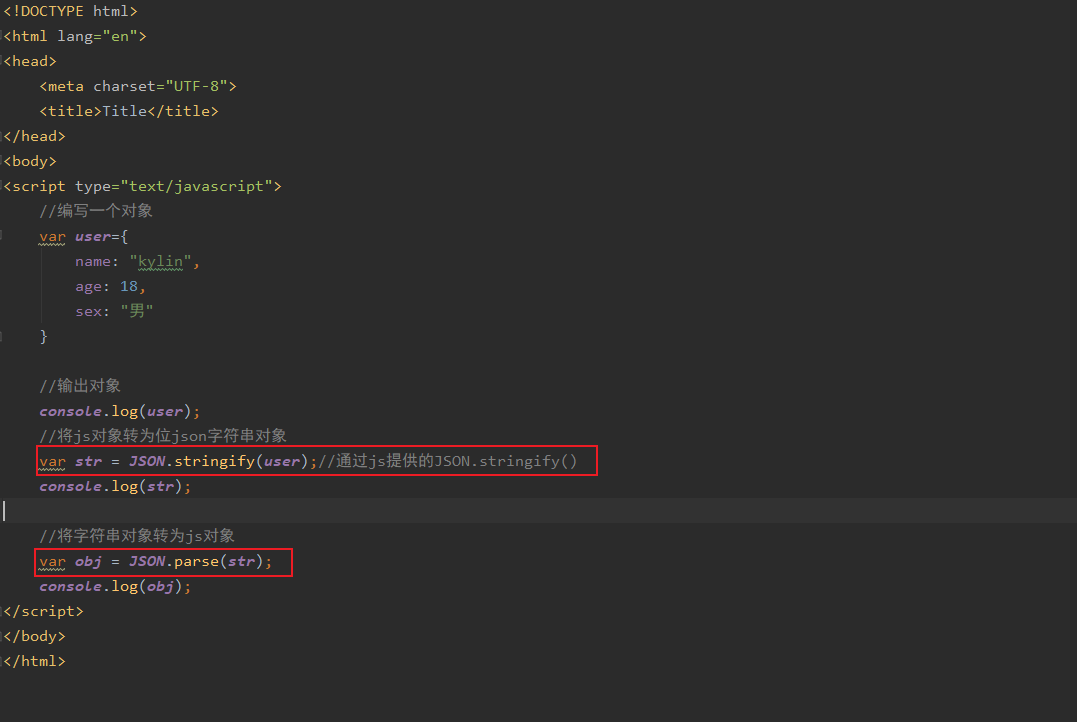 <!DOCTYPE html>
<html lang="en">
<head>
    <meta charset="UTF-8">
    <title>Title</title>
</head>
<body>
<script type="text/javascript">
    //编写一个对象
    var user={
        name: "kylin",
        age: 18,
        sex: "男"
    }

    //输出对象
    console.log(user);
    //将js对象转为位json字符串对象
    var str = JSON.stringify(user);//通过js提供的JSON.stringify()
    console.log(str);

    //将字符串对象转为js对象
    var obj = JSON.parse(str);
    console.log(obj);
</script>
</body>
</html>